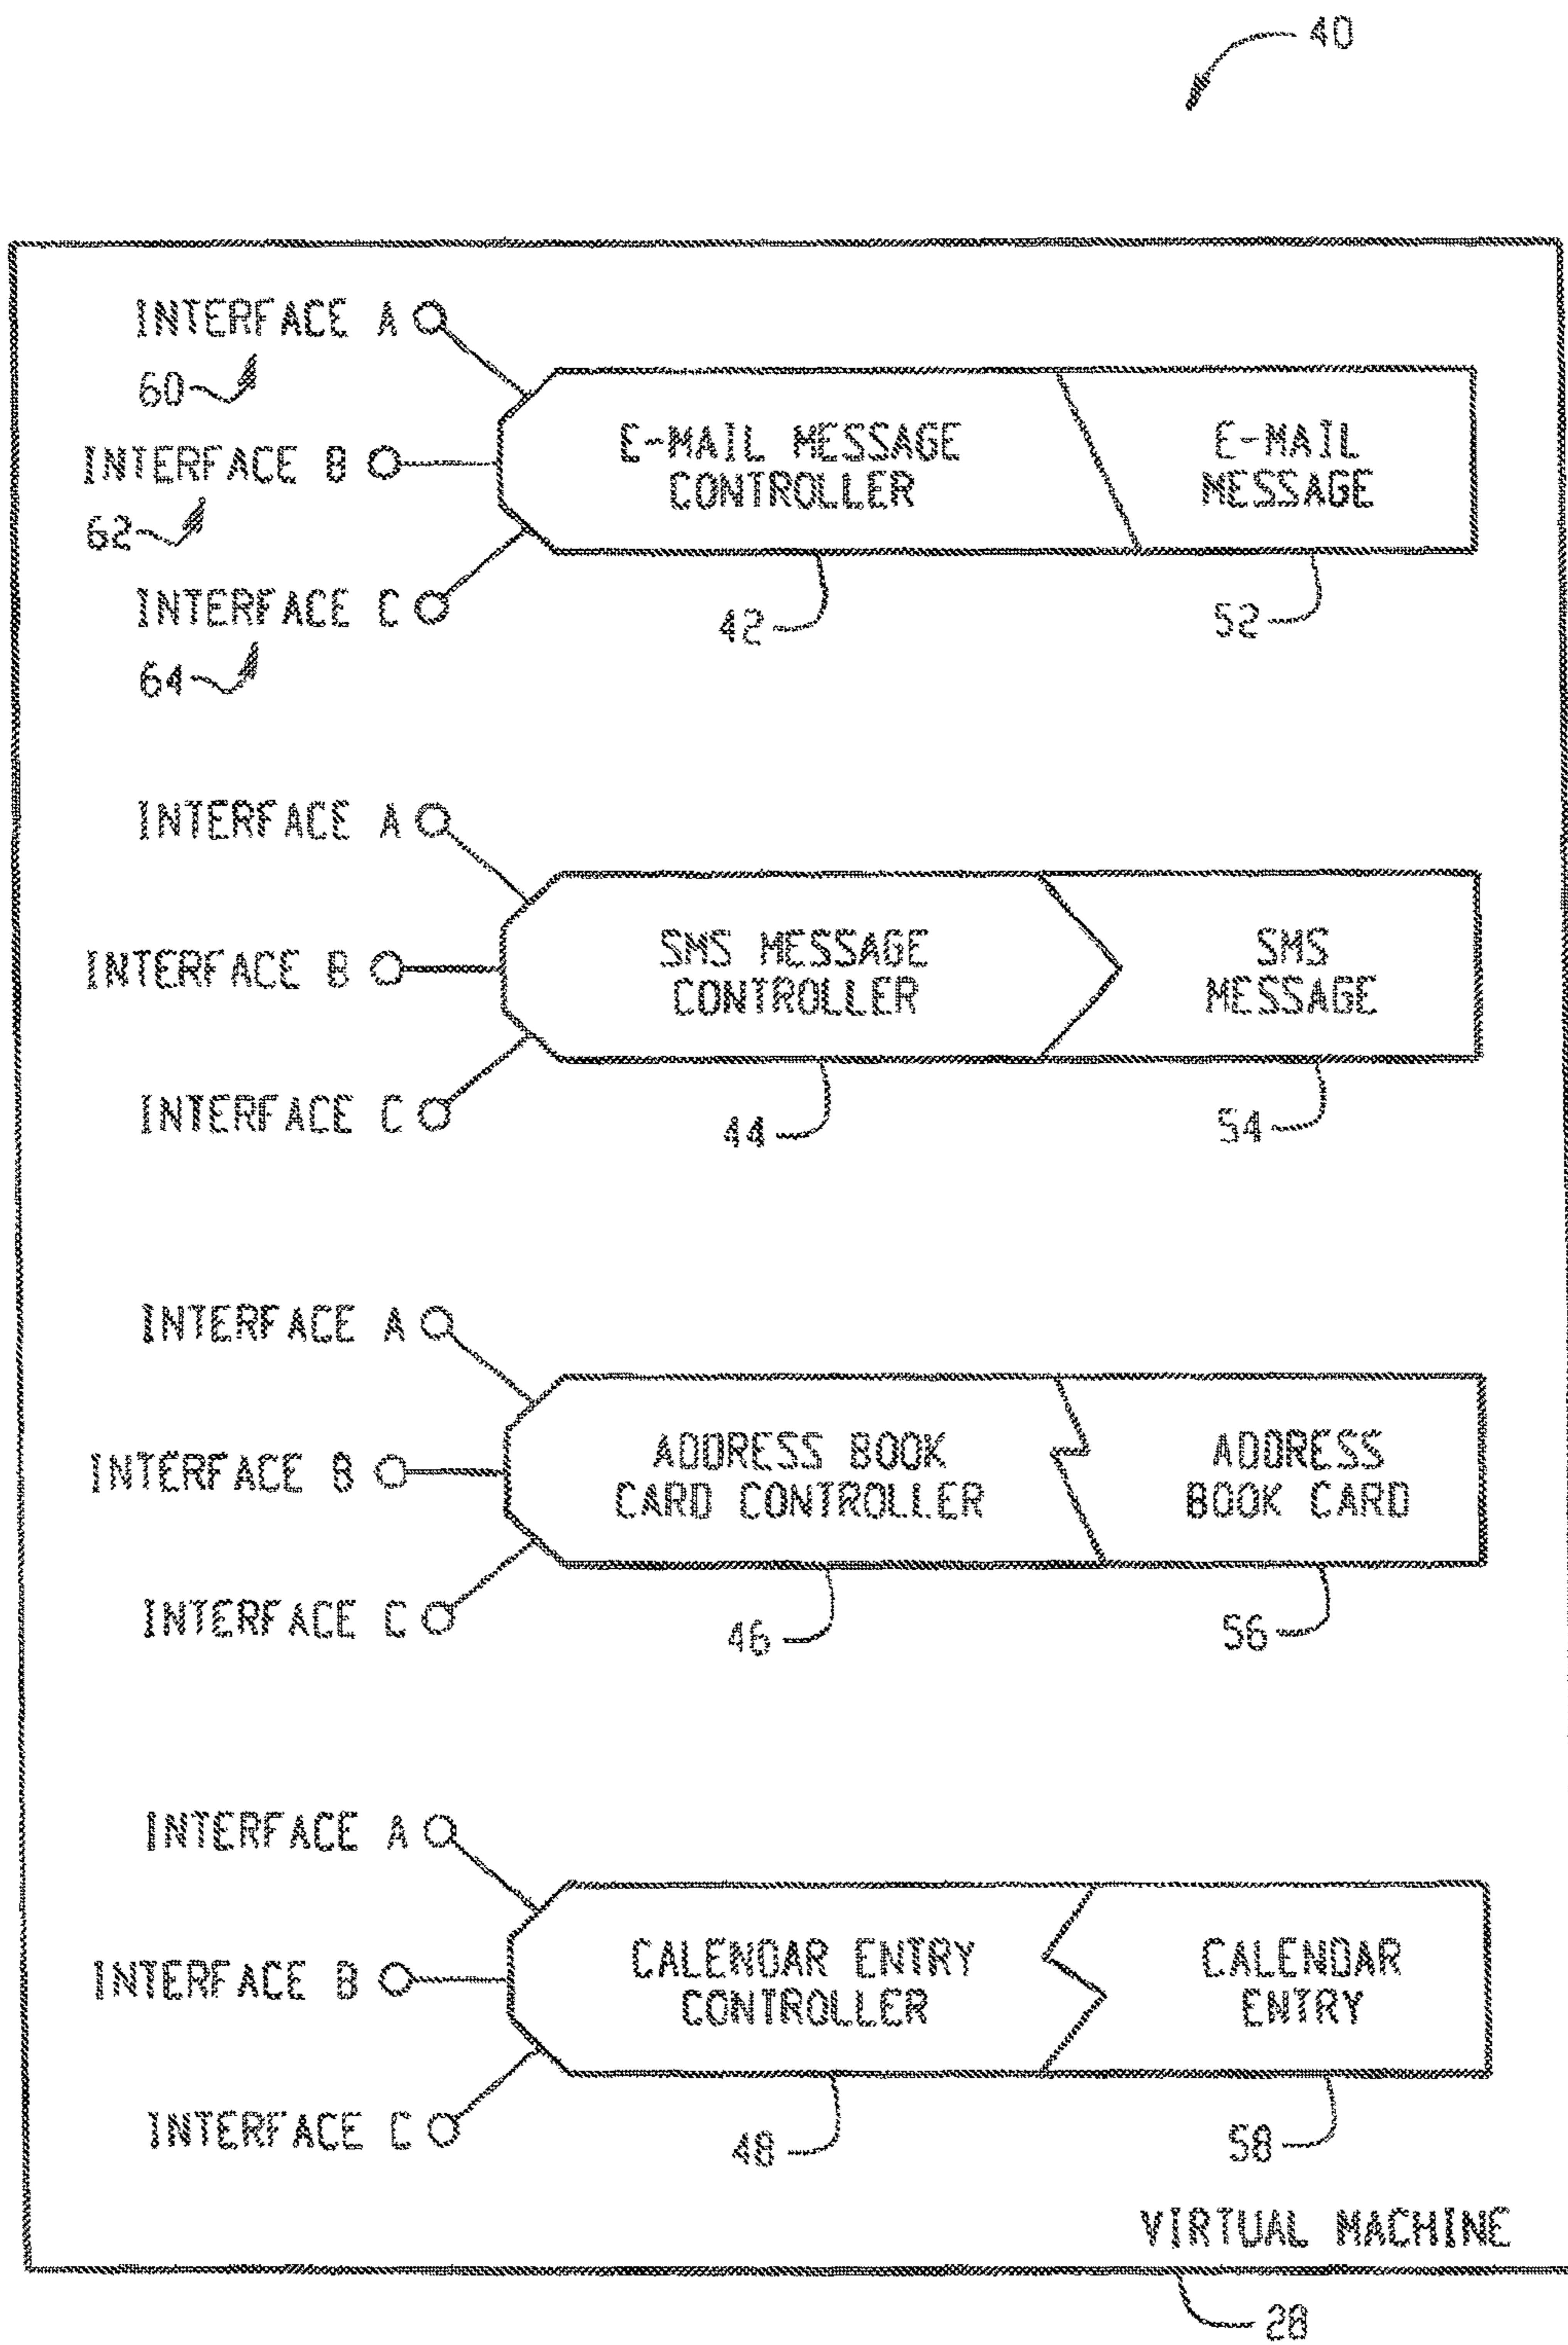 40
INTERFACE A
60
INTERFACE B
62
INTERFACE C
64
E-MAIL MESSAGE
CONTROLLER
42
E-MAIL
MESSAGE
52
INTERFACE A
INTERFACE B
INTERFACE C
SMS MESSAGE
CONTROLLER
44
SMS
MESSAGE
54
INTERFACE A
INTERFACE B
INTERFACE C
ADDRESS BOOK
CARD CONTROLLER
46
ADDRESS
BOOK CARD
56
INTERFACE A
INTERFACE B
INTERFACE C
CALENDAR ENTRY
CONTROLLER
48
CALENDAR
ENTRY
58
VIRTUAL MACHINE
28